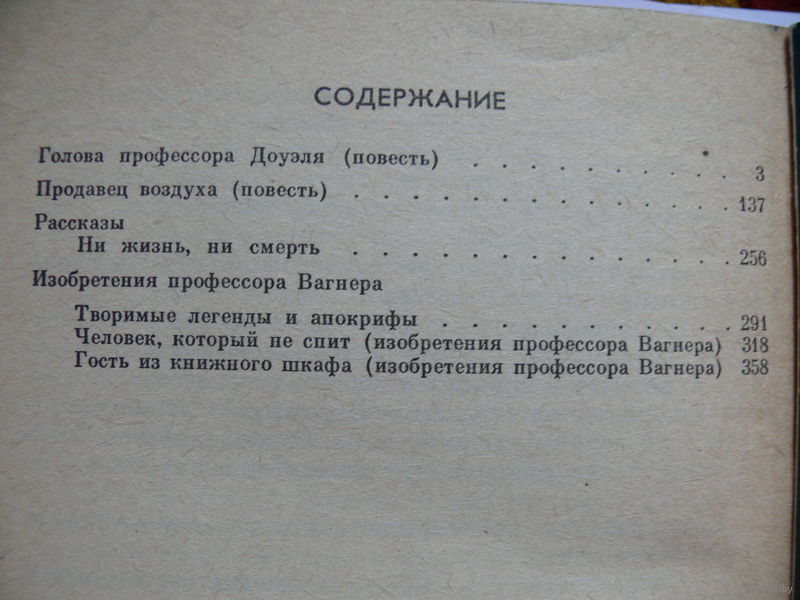 СОДЕРЖАНИЕ
Голова профессора Доуэля (повесть) . . . . . . . . . . 3
Продавец воздуха (повесть) . . . . . . . . . . . . . . 137
Рассказы
Ни жизнь, ни смерть . . . . . . . . . . . . . . 256
Изобретения профессора Вагнера
Творимые легенды и апокрифы . . . . . . . . . . . 291
Человек, который не спит (изобретения профессора Вагнера) 318
Гость из книжного шкафа (изобретения профессора Вагнера) 358